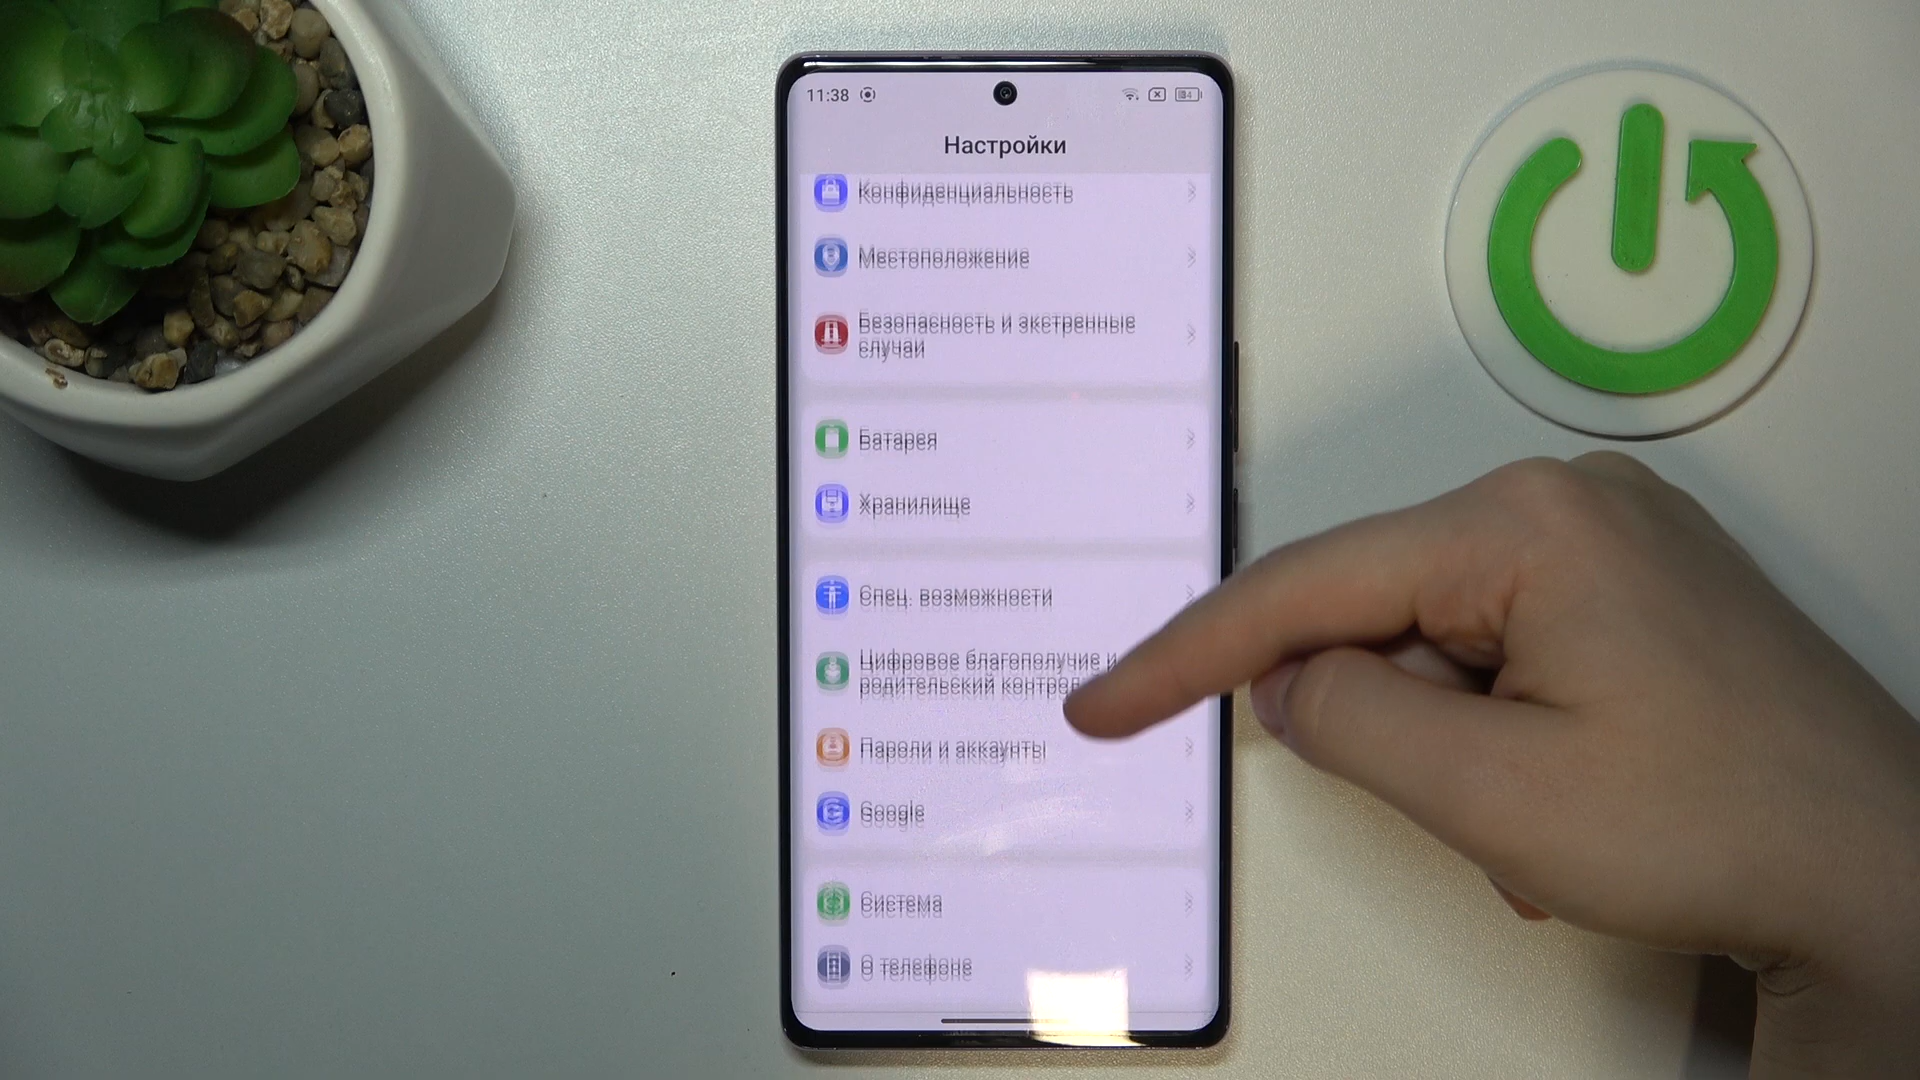 11:38
84
Настройки
Конфиденциальность
Местоположение
Безопасность и экстренные
случаи
Батарея
Хранилище
Спец. возможности
Цифровое благополучие и
родительский
Пароли и аккаунты
Google
Система
О телефоне